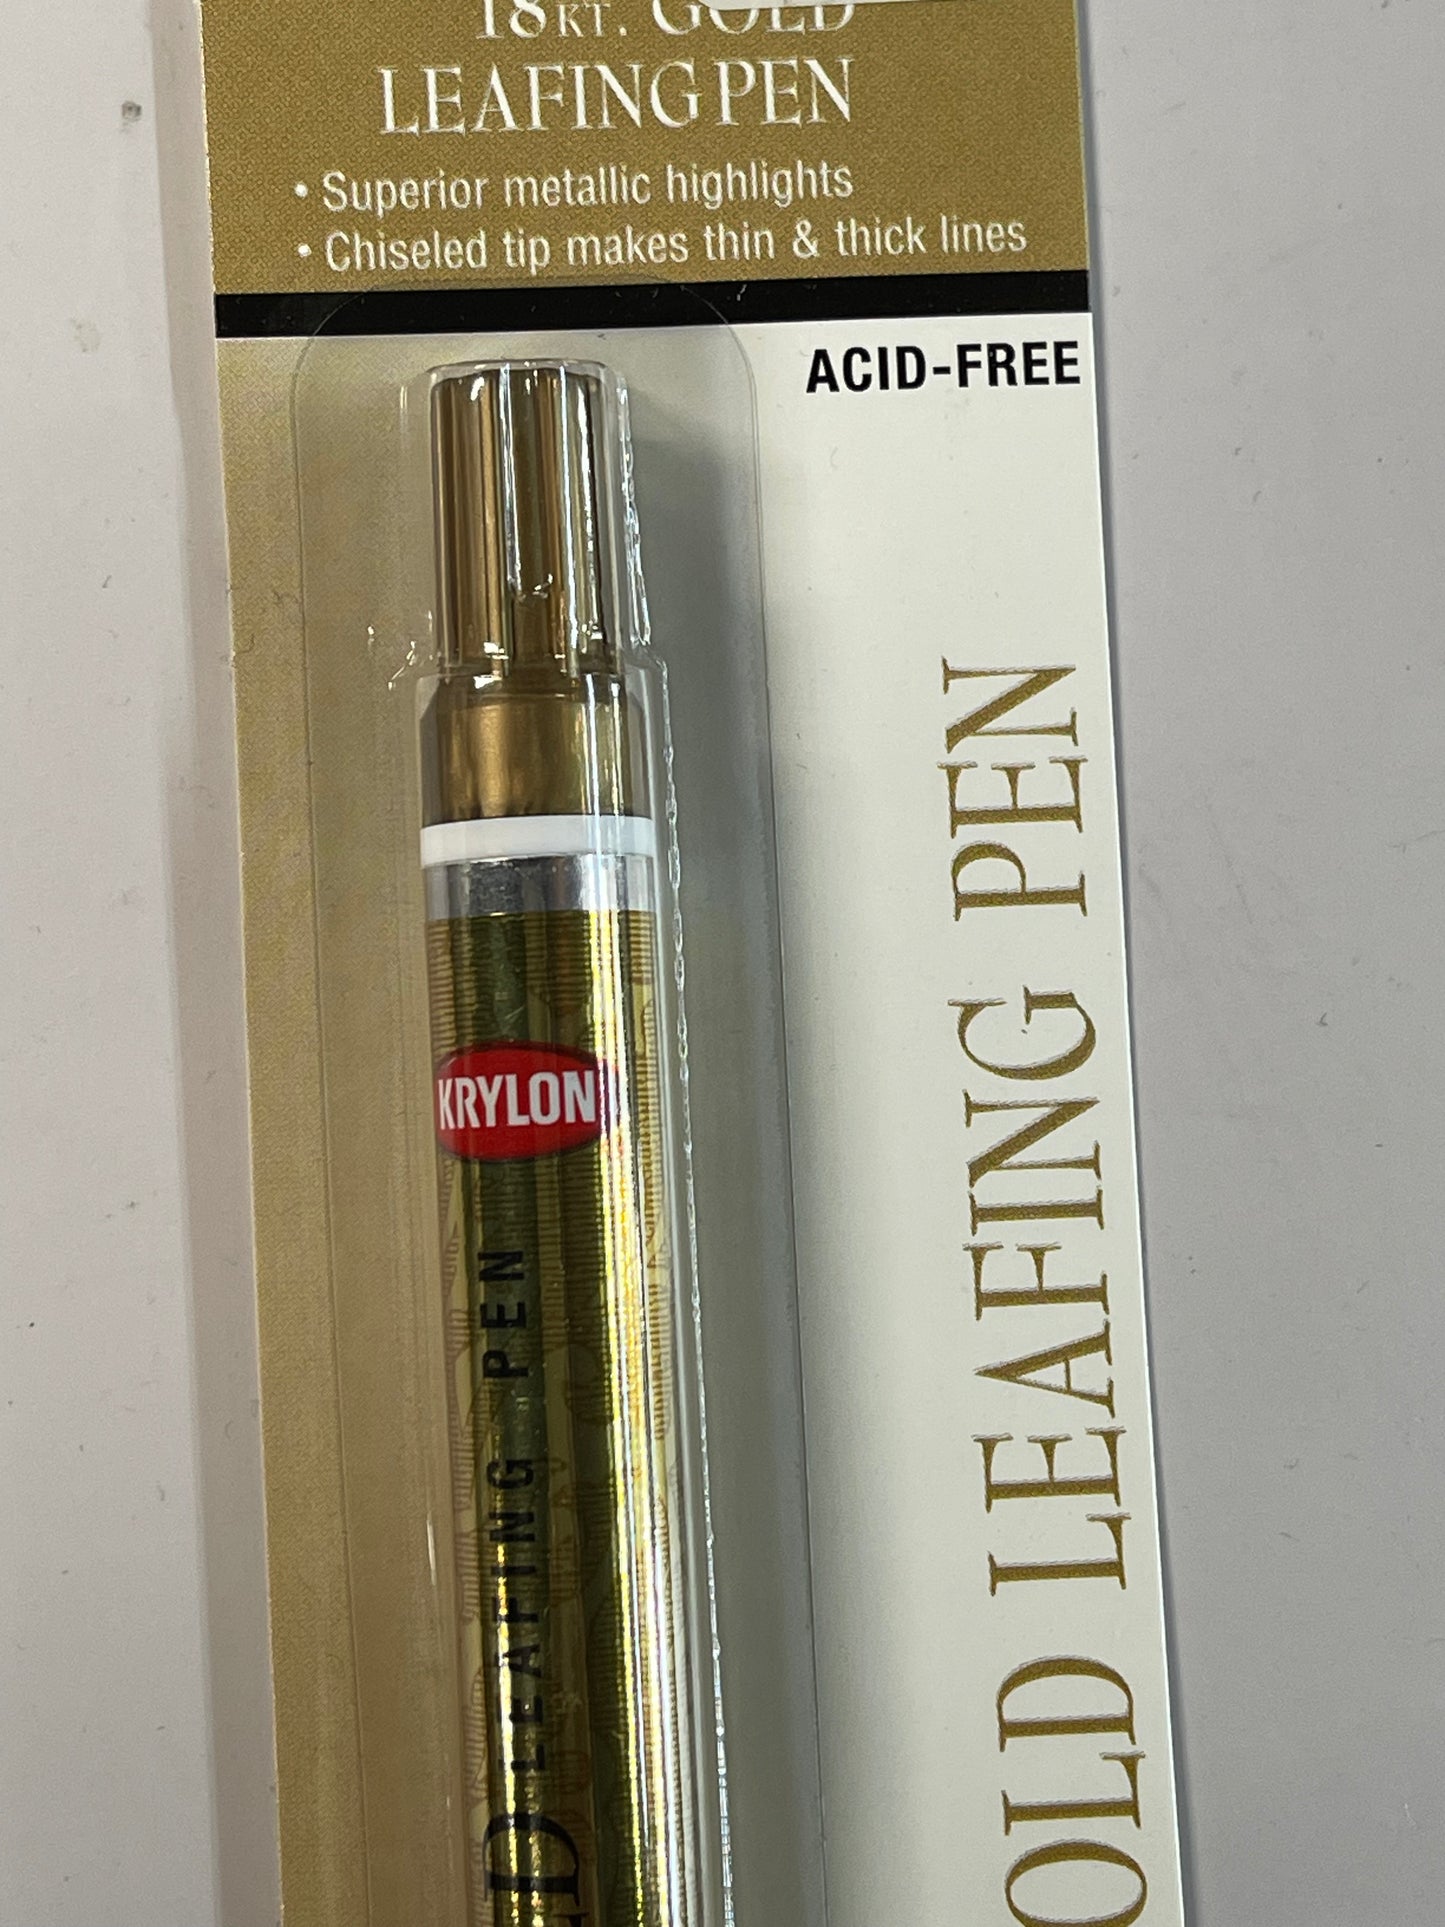 18KT. GOLD
LEAFING PEN
• Superior metallic highlights
• Chiseled tip makes thin & thick lines
ACID-FREE
KRYLON
LEAFING PEN
OLD LEAFING PEN